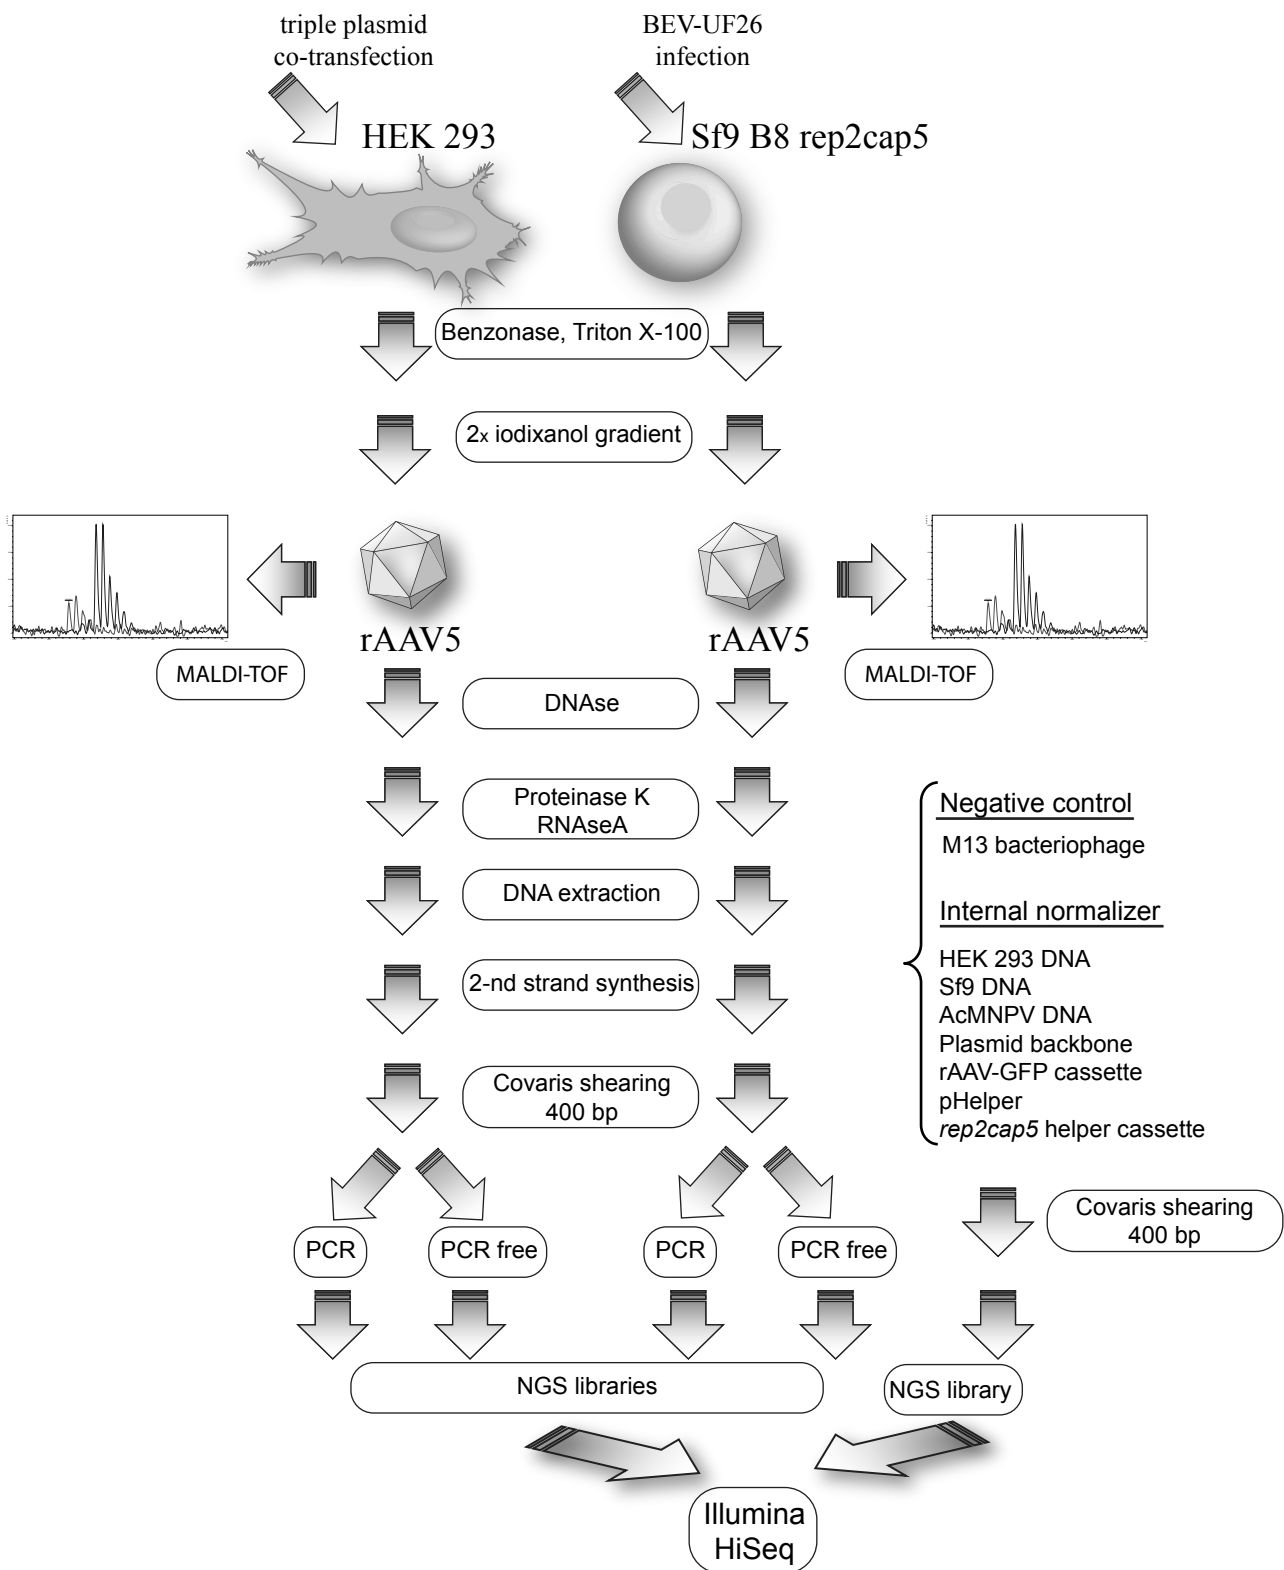 triple plasmid
co-transfection
BEV-UF26
infection
HEK 293
Sf9 B8 rep2cap5
Benzonase, Triton X-100
2x iodixanol gradient
rAAV5
rAAV5
MALDI-TOF
MALDI-TOF
DNAse
Proteinase K
RNAseA
DNA extraction
2-nd strand synthesis
Covaris shearing
400 bp
Negative control
M13 bacteriophage
Internal normalizer
HEK 293 DNA
Sf9 DNA
AcMNPV DNA
Plasmid backbone
rAAV-GFP cassette
pHelper
rep2cap5 helper cassette
Covaris shearing
400 bp
PCR
PCR free
PCR
PCR free
NGS libraries
NGS library
Illumina
HiSeq